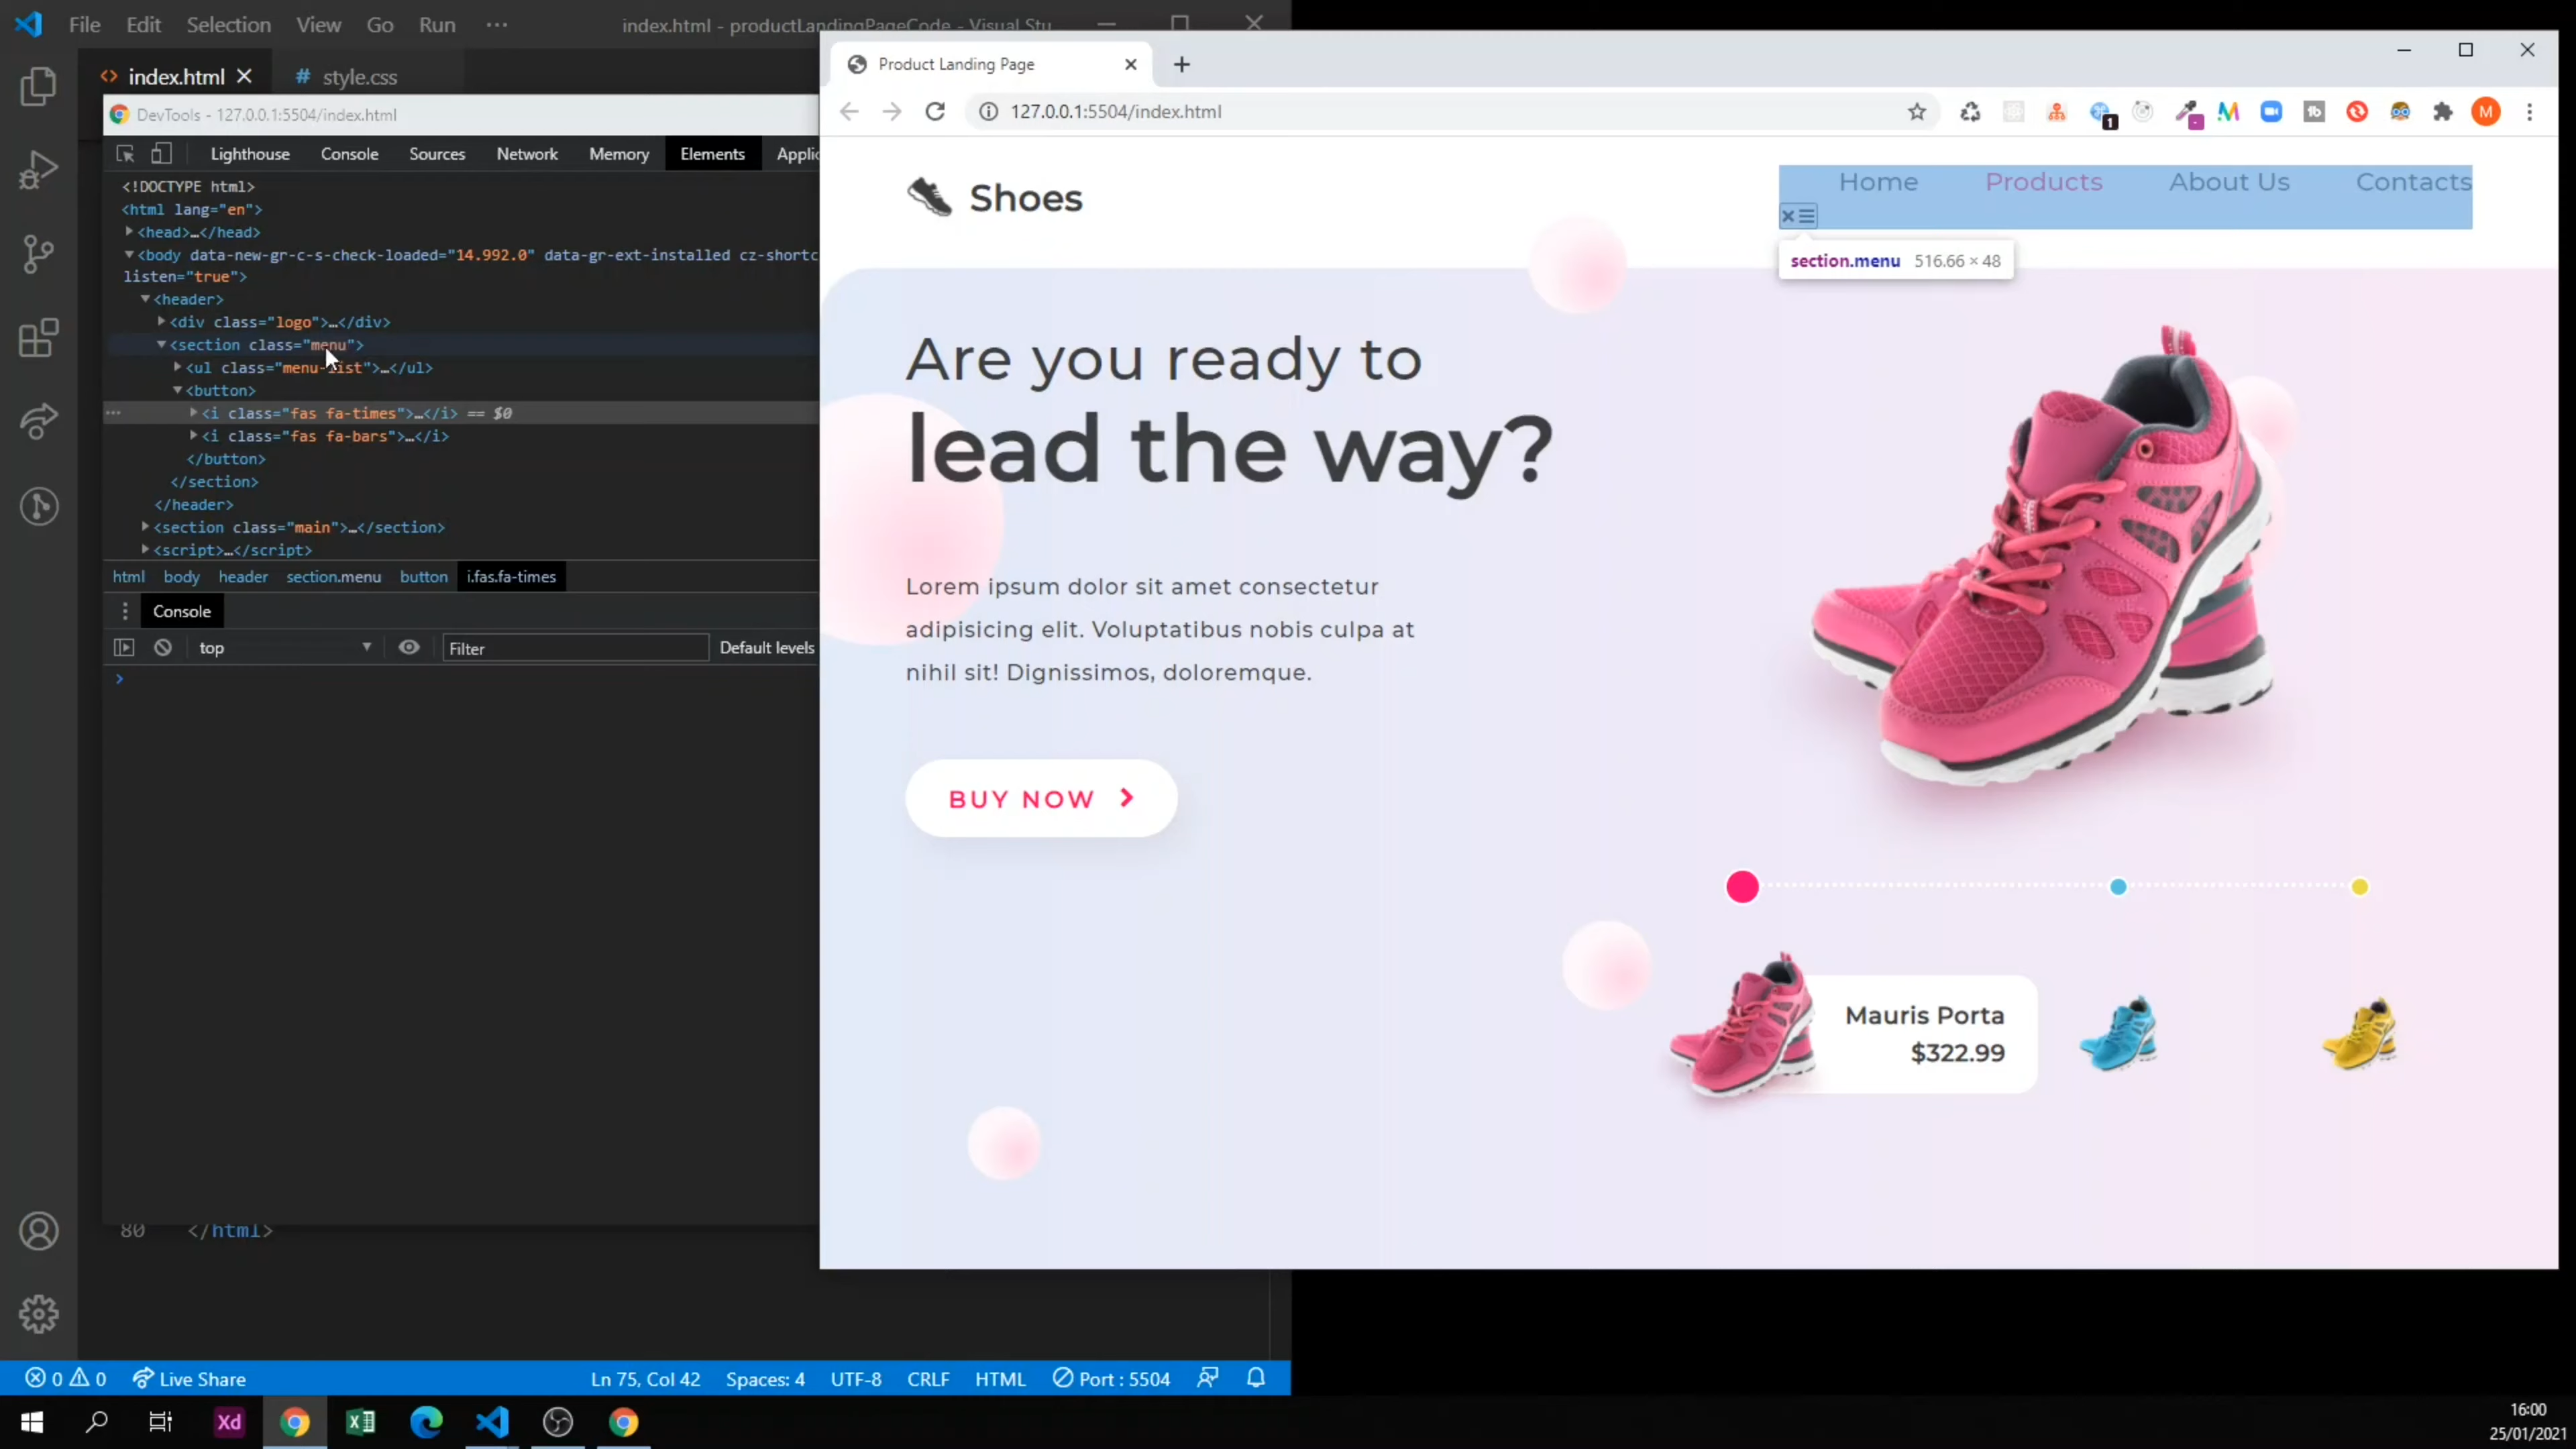 File Edit Selection View Go Run ··· index.html - productLandingPageCode - Visual Stu
index.html
# style.css
DevTools - 127.0.0.1:5504/index.html
Lighthouse Console Sources Network Memory Elements Applic
<!DOCTYPE html>
<html lang="en">
<head>…</head>
<body data-new-gr-c-s-check-loaded="14.992.0" data-gr-ext-installed cz-shortc
listen="true">
<header>
<div class="logo">…</div>
<section class="menu">
<ul class="menu-list">…</ul>
<button>
<i class="fas fa-times">…</i> == $0
<i class="fas fa-bars">…</i>
</button>
</section>
</header>
<section class="main">…</section>
<script>…</script>
html body header section.menu button i.fas.fa-times
Console
top Filter Default levels
80 </html>
Product Landing Page
127.0.0.1:5504/index.html
1
M
Shoes
Home Products About Us Contacts
section.menu 516.66 × 48
Are you ready to
lead the way?
Lorem ipsum dolor sit amet consectetur
adipisicing elit. Voluptatibus nobis culpa at
nihil sit! Dignissimos, doloremque.
BUY NOW
Mauris Porta
$322.99
0 0 Live Share Ln 75, Col 42 Spaces: 4 UTF-8 CRLF HTML Port : 5504
Xd
16:00
25/01/2021